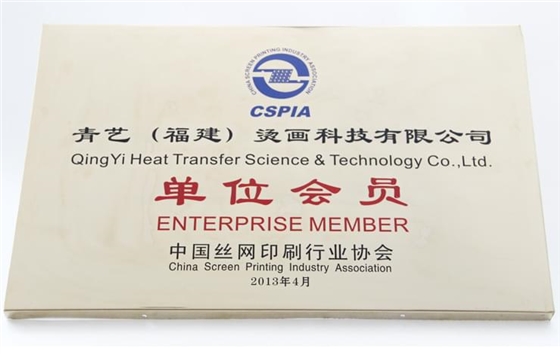 CHINA SCREEN PRINTING INDUSTRY ASSOCIATION
CSPIA
青艺（福建）烫画科技有限公司
QingYi Heat Transfer Science & Technology Co.,Ltd.
单位会员
ENTERPRISE MEMBER
中国丝网印刷行业协会
China Screen Printing Industry Association
2013年4月